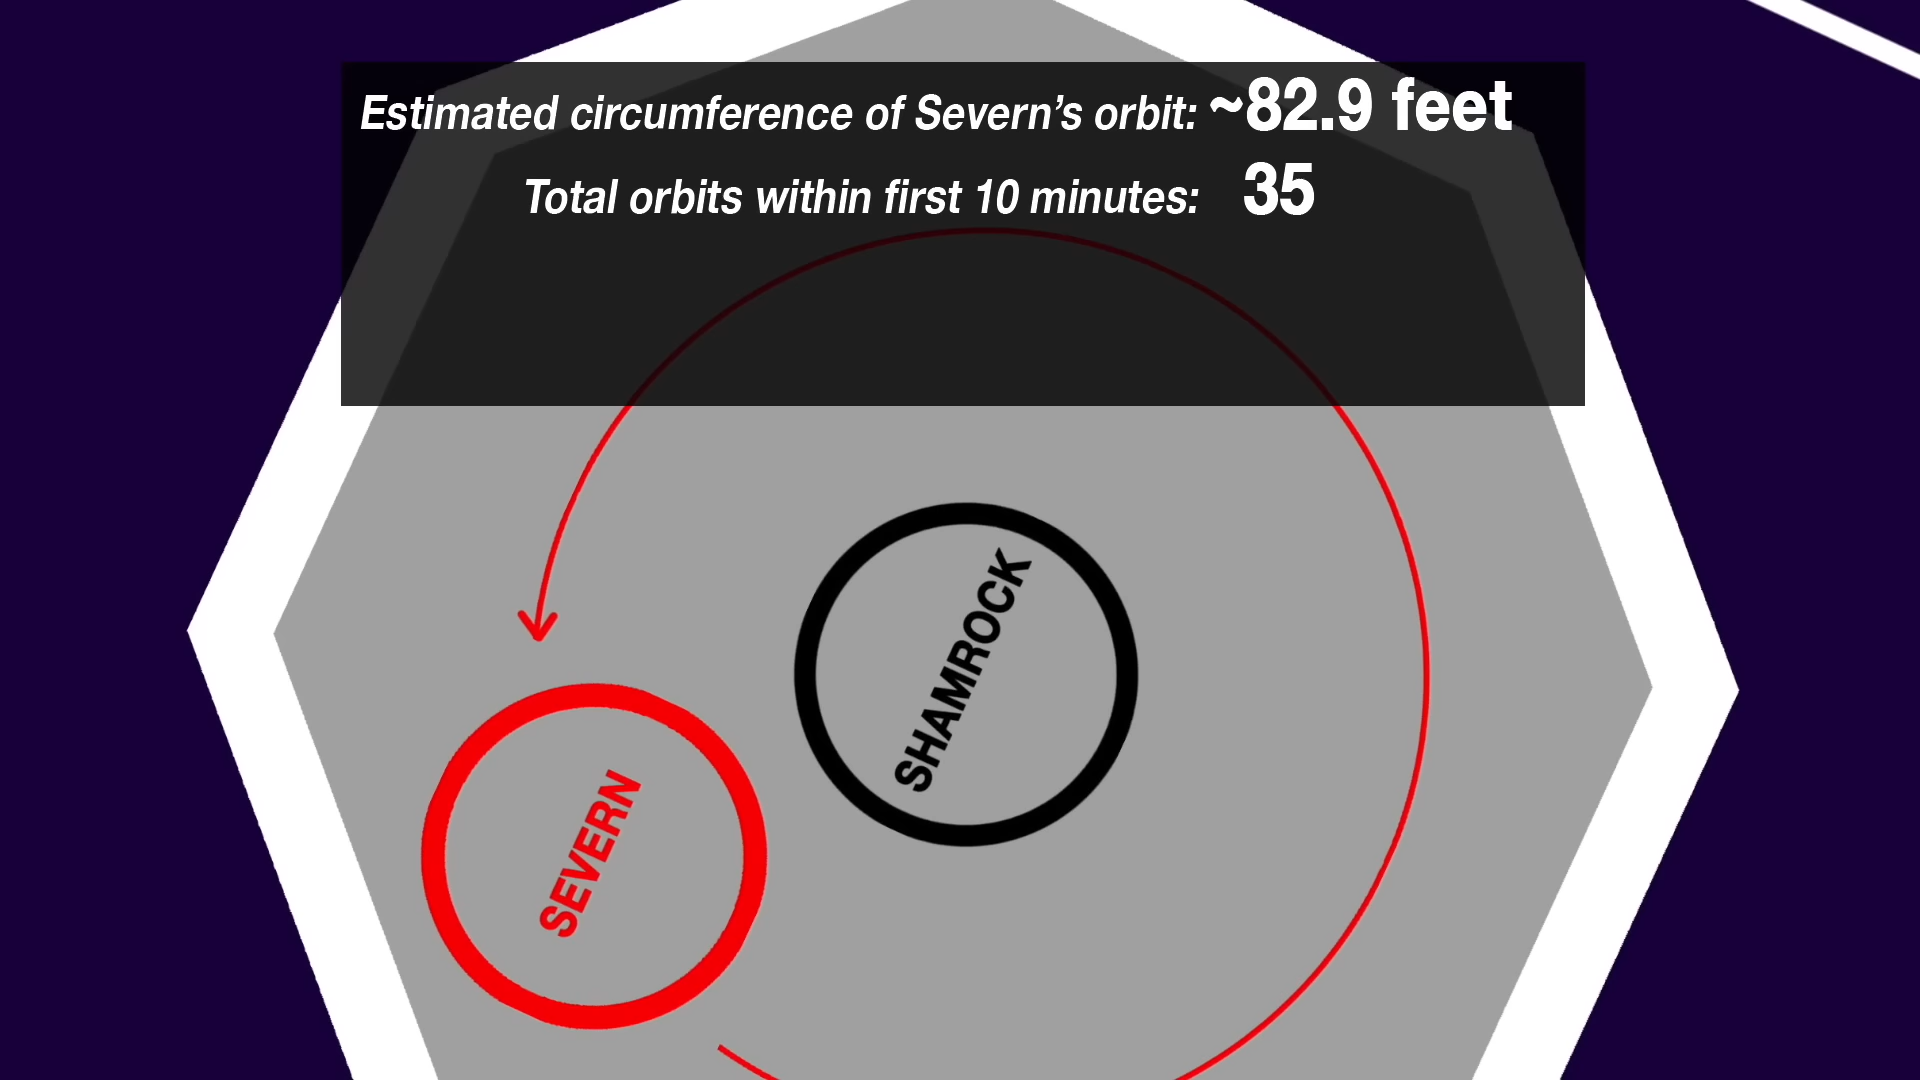 Estimated circumference of Severn’s orbit: ~82.9 feet
Total orbits within first 10 minutes: 35
SHAMROCK
SEVERN